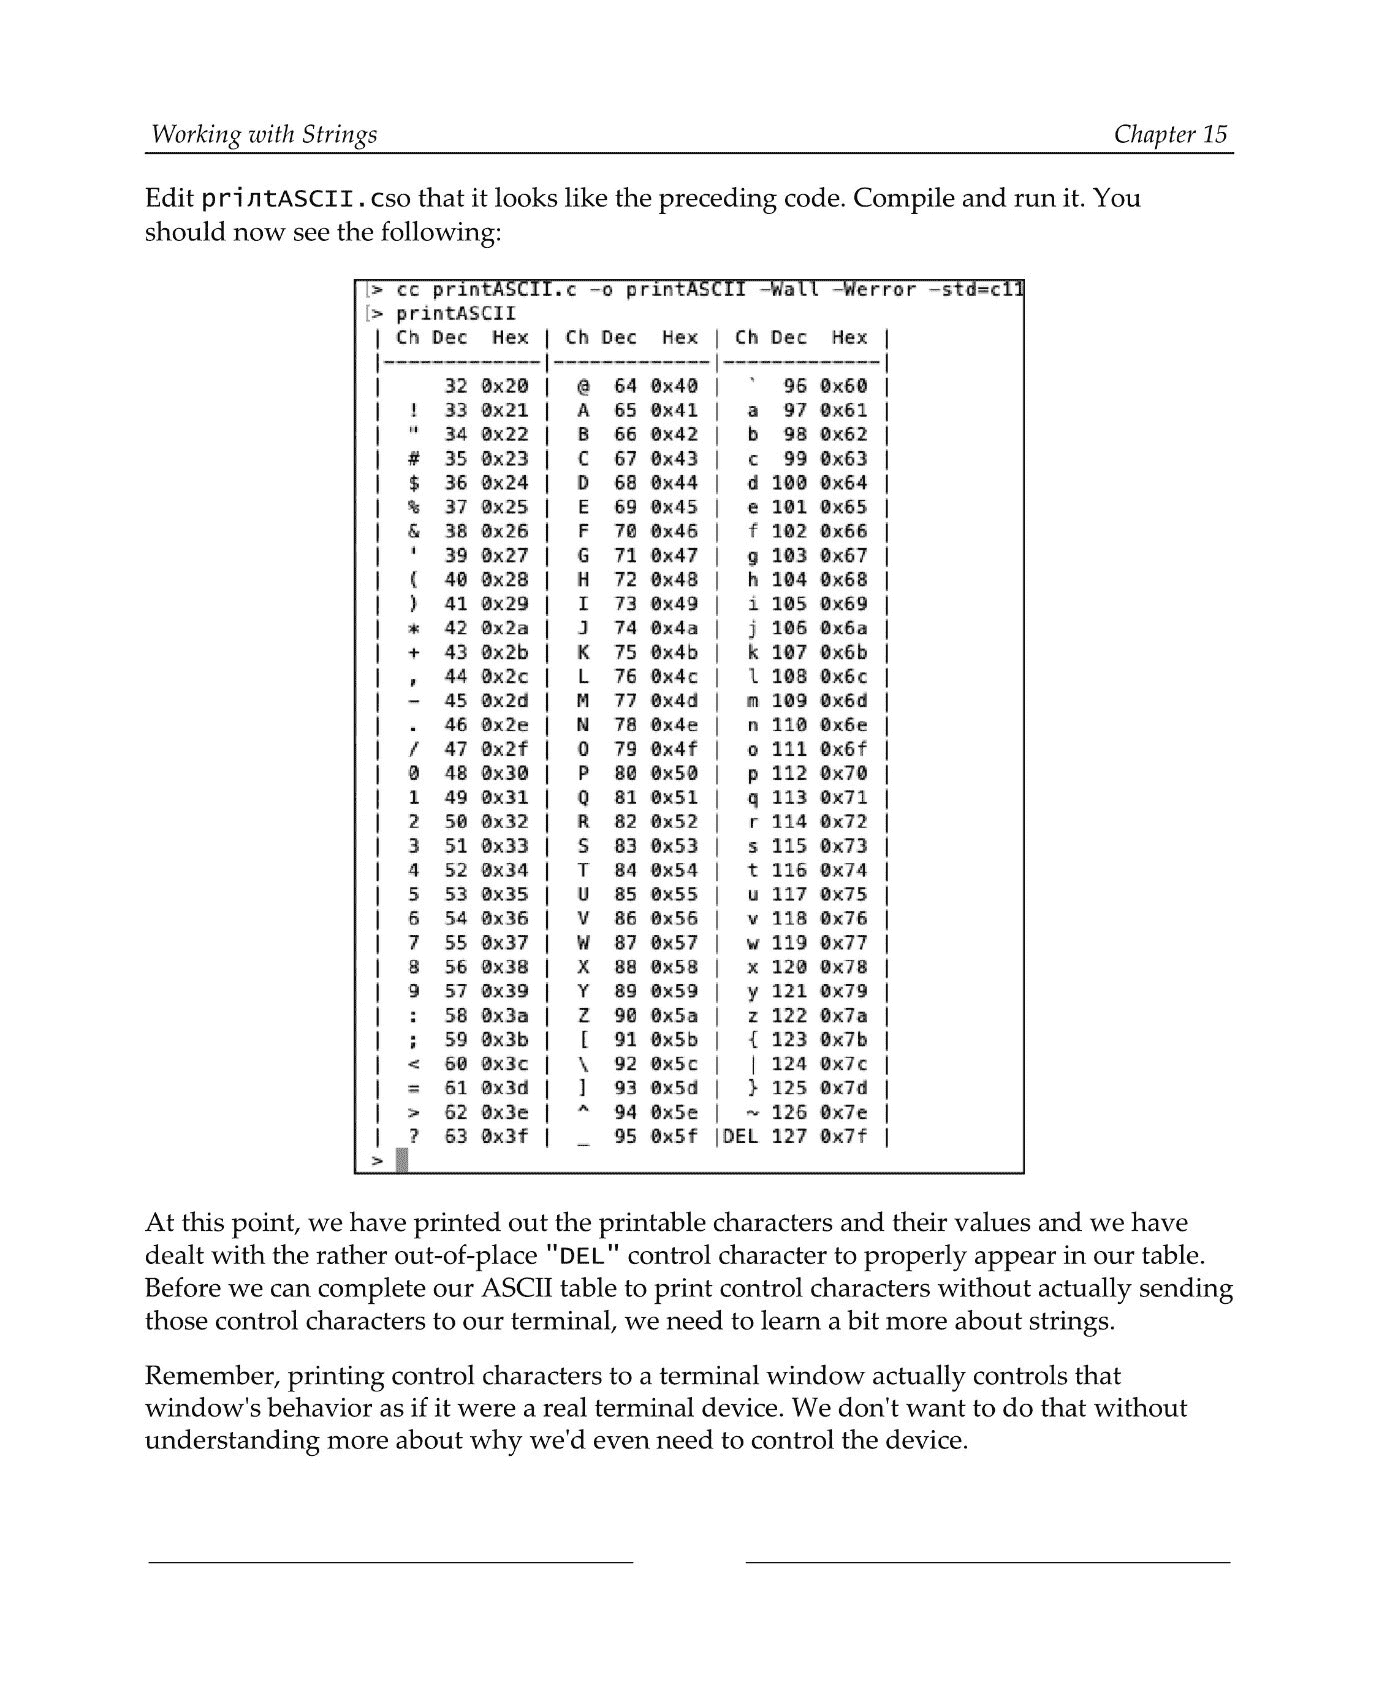 Working with Strings Chapter 15
Edit priлtASCII.cso that it looks like the preceding code. Compile and run it. You
should now see the following:
[> cc printASCII.c -o printASCII -Wall -Werror -std=c11
[> printASCII
| Ch Dec  Hex | Ch Dec  Hex | Ch Dec  Hex |
|-------------|-------------|-------------|
|    32 0x20 |  @  64 0x40 |  `  96 0x60 |
|  !  33 0x21 |  A  65 0x41 |  a  97 0x61 |
|  "  34 0x22 |  B  66 0x42 |  b  98 0x62 |
|  #  35 0x23 |  C  67 0x43 |  c  99 0x63 |
|  $  36 0x24 |  D  68 0x44 |  d 100 0x64 |
|  %  37 0x25 |  E  69 0x45 |  e 101 0x65 |
|  &  38 0x26 |  F  70 0x46 |  f 102 0x66 |
|  '  39 0x27 |  G  71 0x47 |  g 103 0x67 |
|  (  40 0x28 |  H  72 0x48 |  h 104 0x68 |
|  )  41 0x29 |  I  73 0x49 |  i 105 0x69 |
|  *  42 0x2a |  J  74 0x4a |  j 106 0x6a |
|  +  43 0x2b |  K  75 0x4b |  k 107 0x6b |
|  ,  44 0x2c |  L  76 0x4c |  l 108 0x6c |
|  -  45 0x2d |  M  77 0x4d |  m 109 0x6d |
|  .  46 0x2e |  N  78 0x4e |  n 110 0x6e |
|  /  47 0x2f |  O  79 0x4f |  o 111 0x6f |
|  0  48 0x30 |  P  80 0x50 |  p 112 0x70 |
|  1  49 0x31 |  Q  81 0x51 |  q 113 0x71 |
|  2  50 0x32 |  R  82 0x52 |  r 114 0x72 |
|  3  51 0x33 |  S  83 0x53 |  s 115 0x73 |
|  4  52 0x34 |  T  84 0x54 |  t 116 0x74 |
|  5  53 0x35 |  U  85 0x55 |  u 117 0x75 |
|  6  54 0x36 |  V  86 0x56 |  v 118 0x76 |
|  7  55 0x37 |  W  87 0x57 |  w 119 0x77 |
|  8  56 0x38 |  X  88 0x58 |  x 120 0x78 |
|  9  57 0x39 |  Y  89 0x59 |  y 121 0x79 |
|  :  58 0x3a |  Z  90 0x5a |  z 122 0x7a |
|  ;  59 0x3b |  [  91 0x5b |  { 123 0x7b |
|  <  60 0x3c |  \  92 0x5c |  | 124 0x7c |
|  =  61 0x3d |  ]  93 0x5d |  } 125 0x7d |
|  >  62 0x3e |  ^  94 0x5e |  ~ 126 0x7e |
|  ?  63 0x3f |  _  95 0x5f |DEL 127 0x7f |
>
At this point, we have printed out the printable characters and their values and we have
dealt with the rather out-of-place "DEL" control character to properly appear in our table.
Before we can complete our ASCII table to print control characters without actually sending
those control characters to our terminal, we need to learn a bit more about strings.
Remember, printing control characters to a terminal window actually controls that
window's behavior as if it were a real terminal device. We don't want to do that without
understanding more about why we'd even need to control the device.